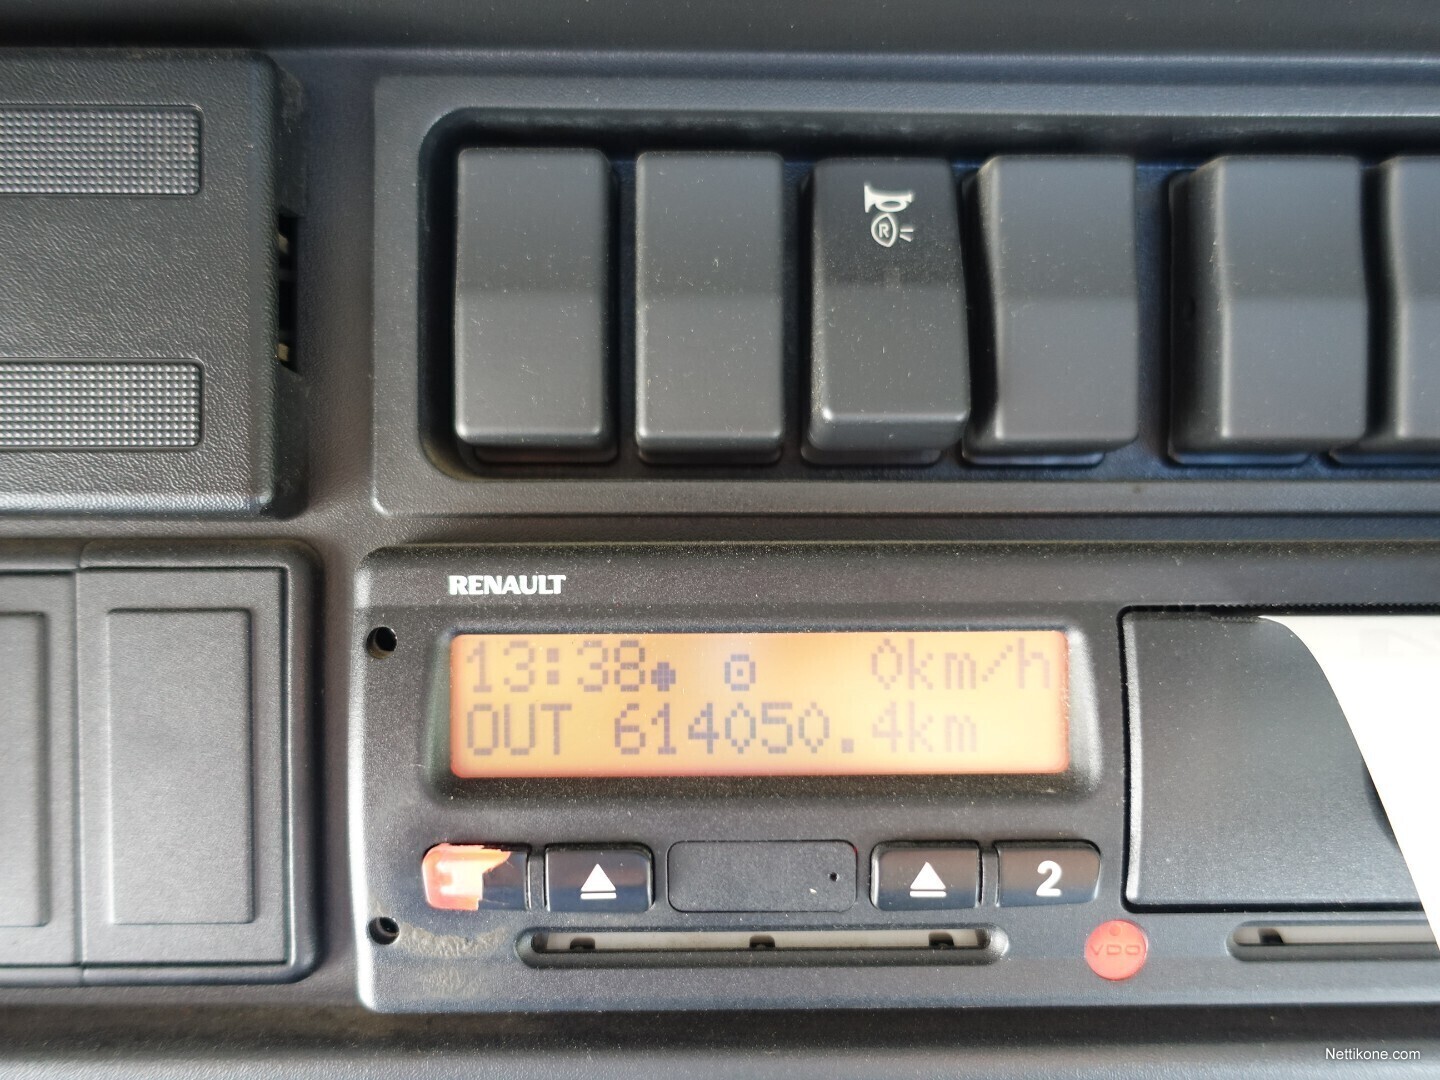 R
RENAULT
13:38 0km/h
OUT 614050.4km
2
VDO
Nettikone.com